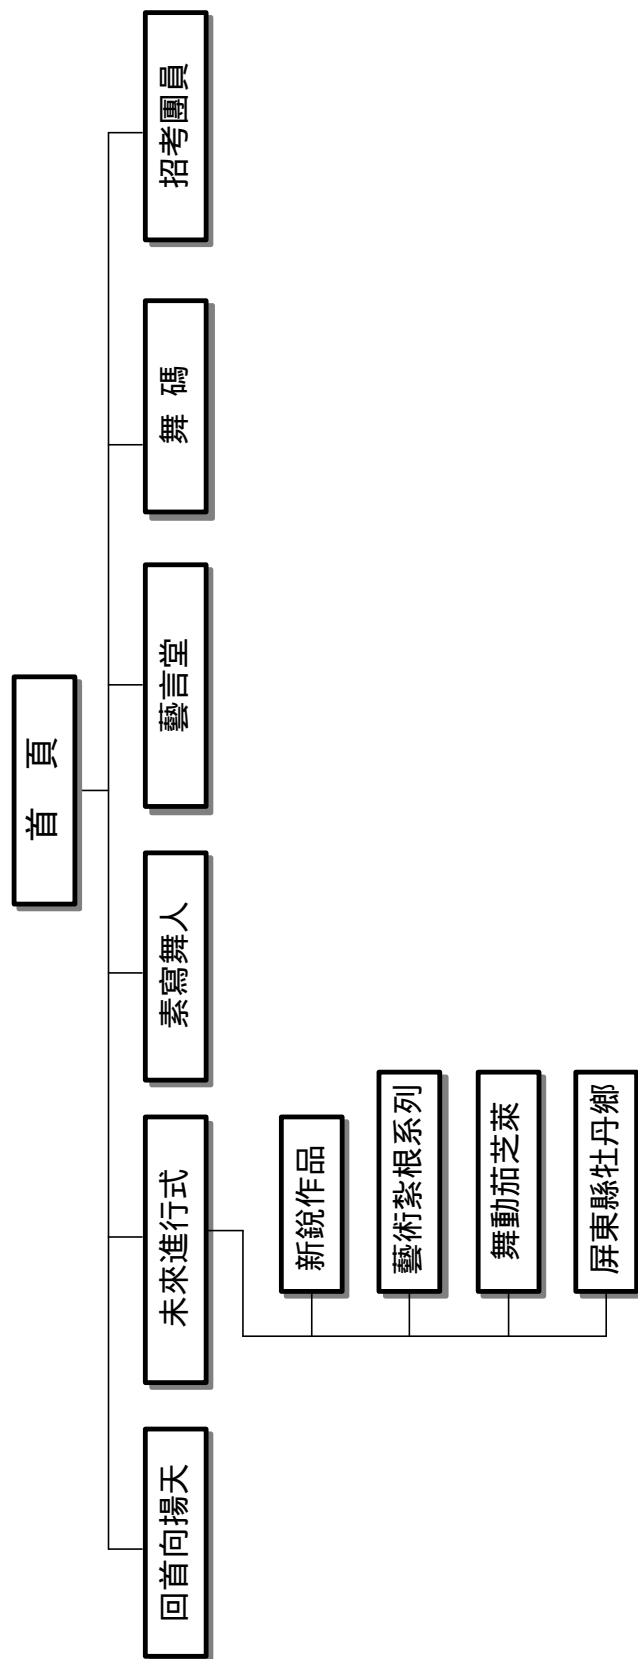 首 頁
回首向揚天
未來進行式
素寫舞人
藝言堂
舞 碼
招考團員
新銳作品
藝術紮根系列
舞動茄芝萊
屏東縣牡丹鄉